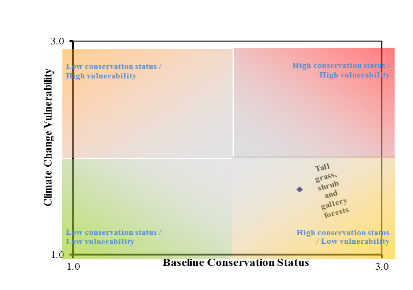 3.0
Low conservation status /
High vulnerability
High conservation status /
High vulnerability
Climate Change Vulnerability
Tall
grass,
shrub
and
gallery
forests
Low conservation status /
Low vulnerability
High conservation status
/ Low vulnerability
1.0
1.0
Baseline Conservation Status
3.0